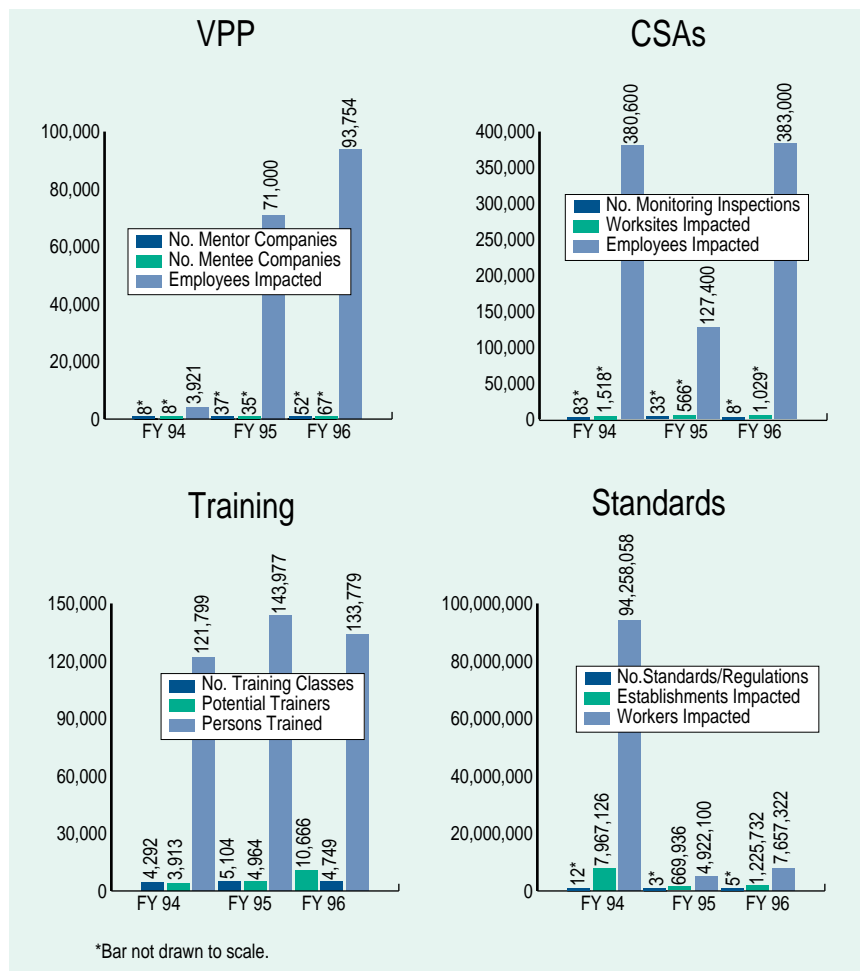 VPP
100,000
80,000
60,000
40,000
20,000
0
No. Mentor Companies
No. Mentee Companies
Employees Impacted
8*
8*
3,921
37*
35*
71,000
52*
67*
93,754
FY 94
FY 95
FY 96
CSAs
400,000
350,000
300,000
250,000
200,000
150,000
100,000
50,000
0
No. Monitoring Inspections
Worksites Impacted
Employees Impacted
83*
1,518*
380,600
33*
566*
127,400
8*
1,029*
383,000
FY 94
FY 95
FY 96
Training
150,000
120,000
90,000
60,000
30,000
0
No. Training Classes
Potential Trainers
Persons Trained
4,292
3,913
121,799
5,104
4,964
143,977
10,666
4,749
133,779
FY 94
FY 95
FY 96
Standards
100,000,000
80,000,000
60,000,000
40,000,000
20,000,000
0
No.Standards/Regulations
Establishments Impacted
Workers Impacted
12*
7,967,126
94,258,058
3*
669,936
4,922,100
5*
1,225,732
7,657,322
FY 94
FY 95
FY 96
*Bar not drawn to scale.